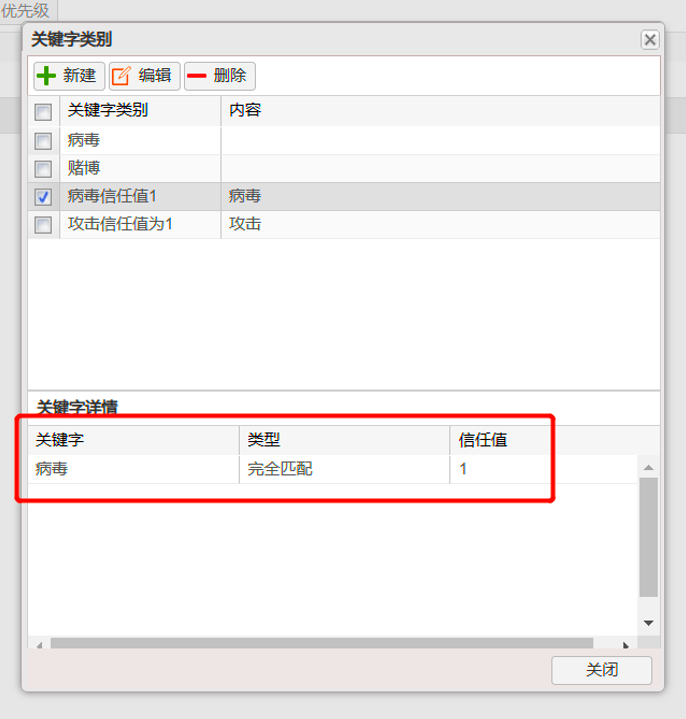 优先级
关键字类别
新建 编辑 删除
关键字类别 内容
病毒
赌博
病毒信任值1 病毒
攻击信任值为1 攻击
关键字详情
关键字 类型 信任值
病毒 完全匹配 1
关闭